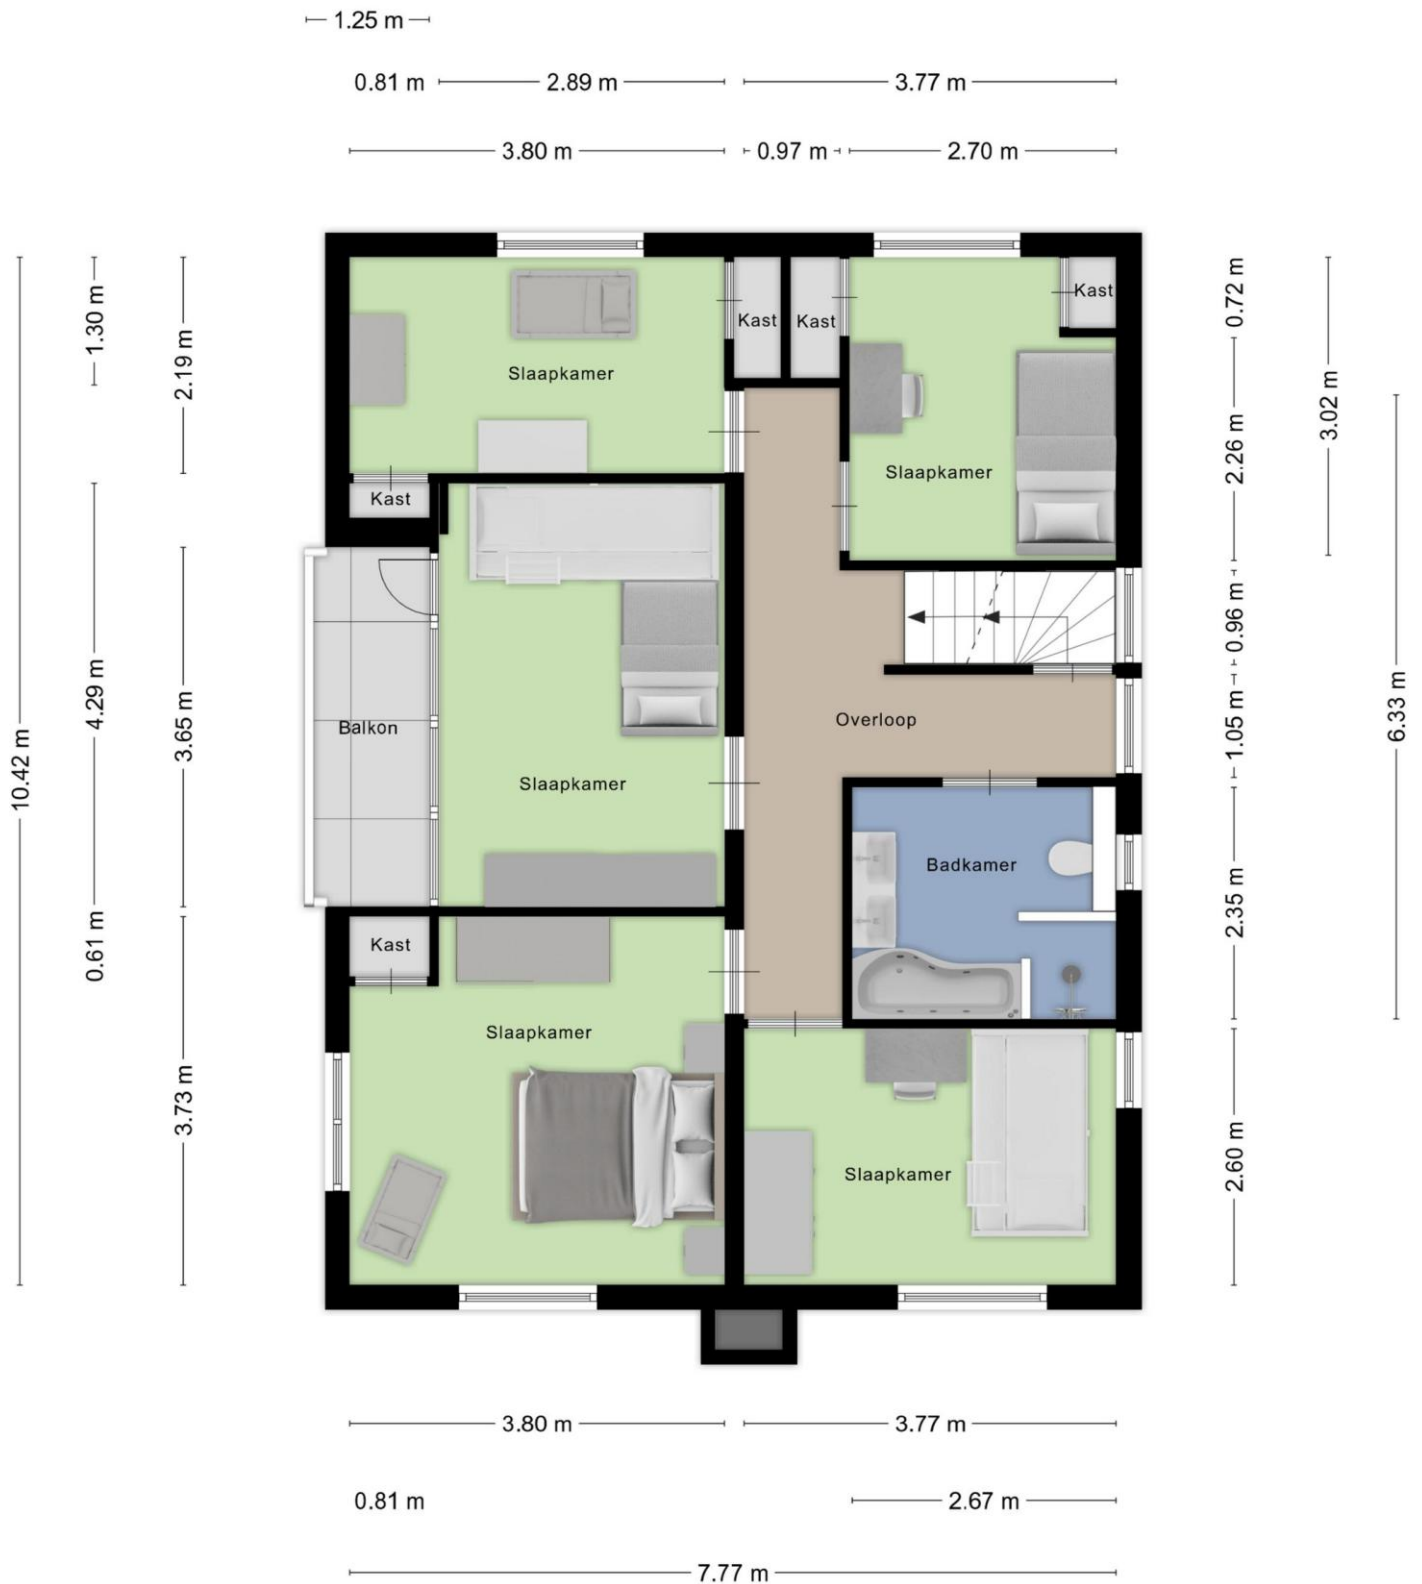 1.25 m
0.81 m
2.89 m
3.77 m
3.80 m
0.97 m
2.70 m
10.42 m
1.30 m
4.29 m
0.61 m
2.19 m
3.65 m
3.73 m
Slaapkamer
Kast
Kast
Kast
Slaapkamer
Kast
Balkon
Slaapkamer
Overloop
Badkamer
Kast
Slaapkamer
Slaapkamer
0.72 m
2.26 m
0.96 m
1.05 m
2.35 m
2.60 m
3.02 m
6.33 m
3.80 m
3.77 m
0.81 m
2.67 m
7.77 m